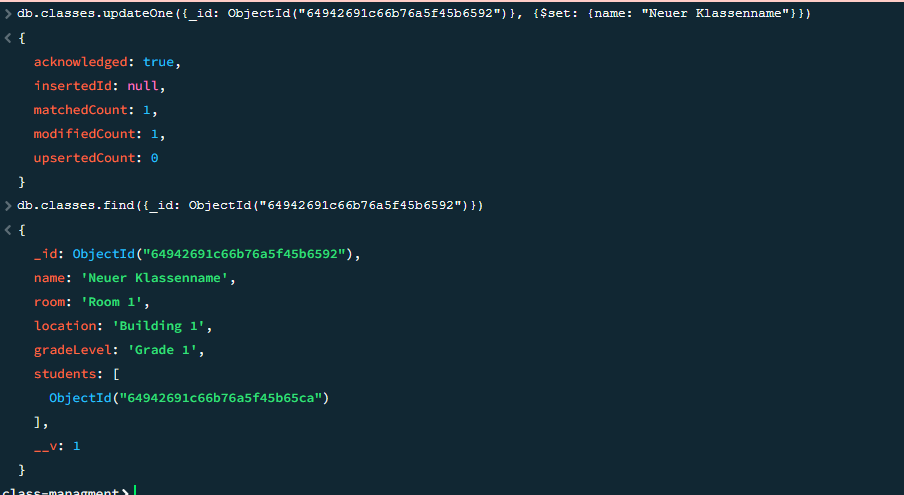 > db.classes.updateOne({_id: ObjectId("64942691c66b76a5f45b6592")}, {$set: {name: "Neuer Klassenname"}})
< {
acknowledged: true,
insertedId: null,
matchedCount: 1,
modifiedCount: 1,
upsertedCount: 0
}
> db.classes.find({_id: ObjectId("64942691c66b76a5f45b6592")})
< {
_id: ObjectId("64942691c66b76a5f45b6592"),
name: 'Neuer Klassenname',
room: 'Room 1',
location: 'Building 1',
gradeLevel: 'Grade 1',
students: [
ObjectId("64942691c66b76a5f45b65ca")
],
__v: 1
}
class-managment>